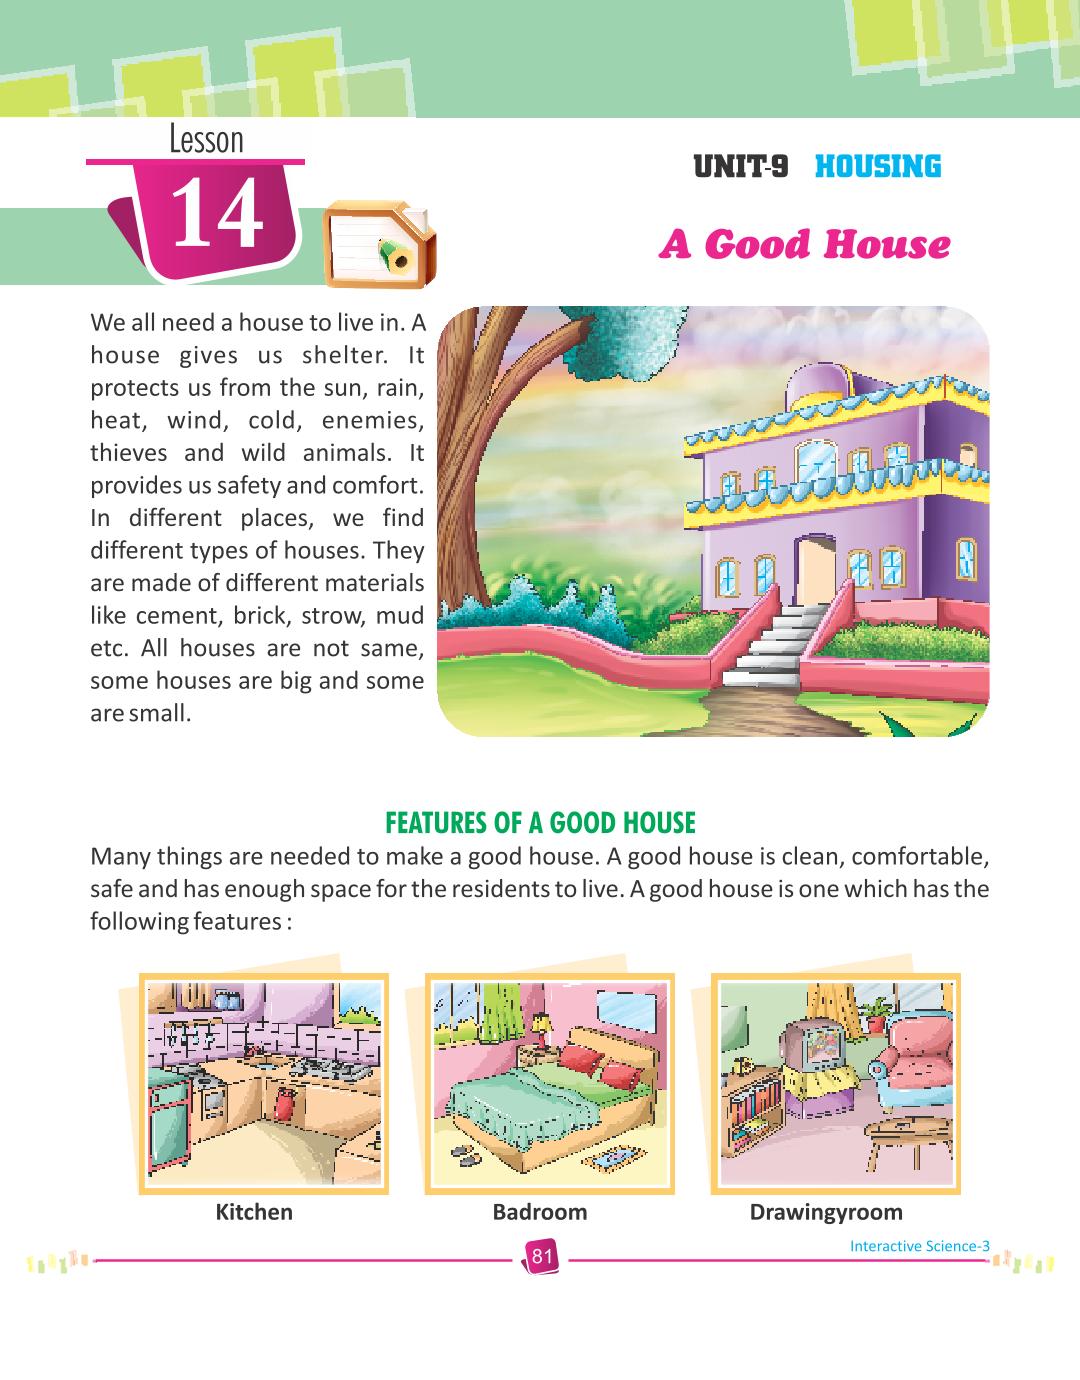 Lesson
14
UNIT-9 HOUSING
A Good House
We all need a house to live in. A
house gives us shelter. It
protects us from the sun, rain,
heat, wind, cold, enemies,
thieves and wild animals. It
provides us safety and comfort.
In different places, we find
different types of houses. They
are made of different materials
like cement, brick, strow, mud
etc. All houses are not same,
some houses are big and some
are small.
FEATURES OF A GOOD HOUSE
Many things are needed to make a good house. A good house is clean, comfortable,
safe and has enough space for the residents to live. A good house is one which has the
following features :
Kitchen
Badroom
Drawingyroom
Interactive Science-3
81